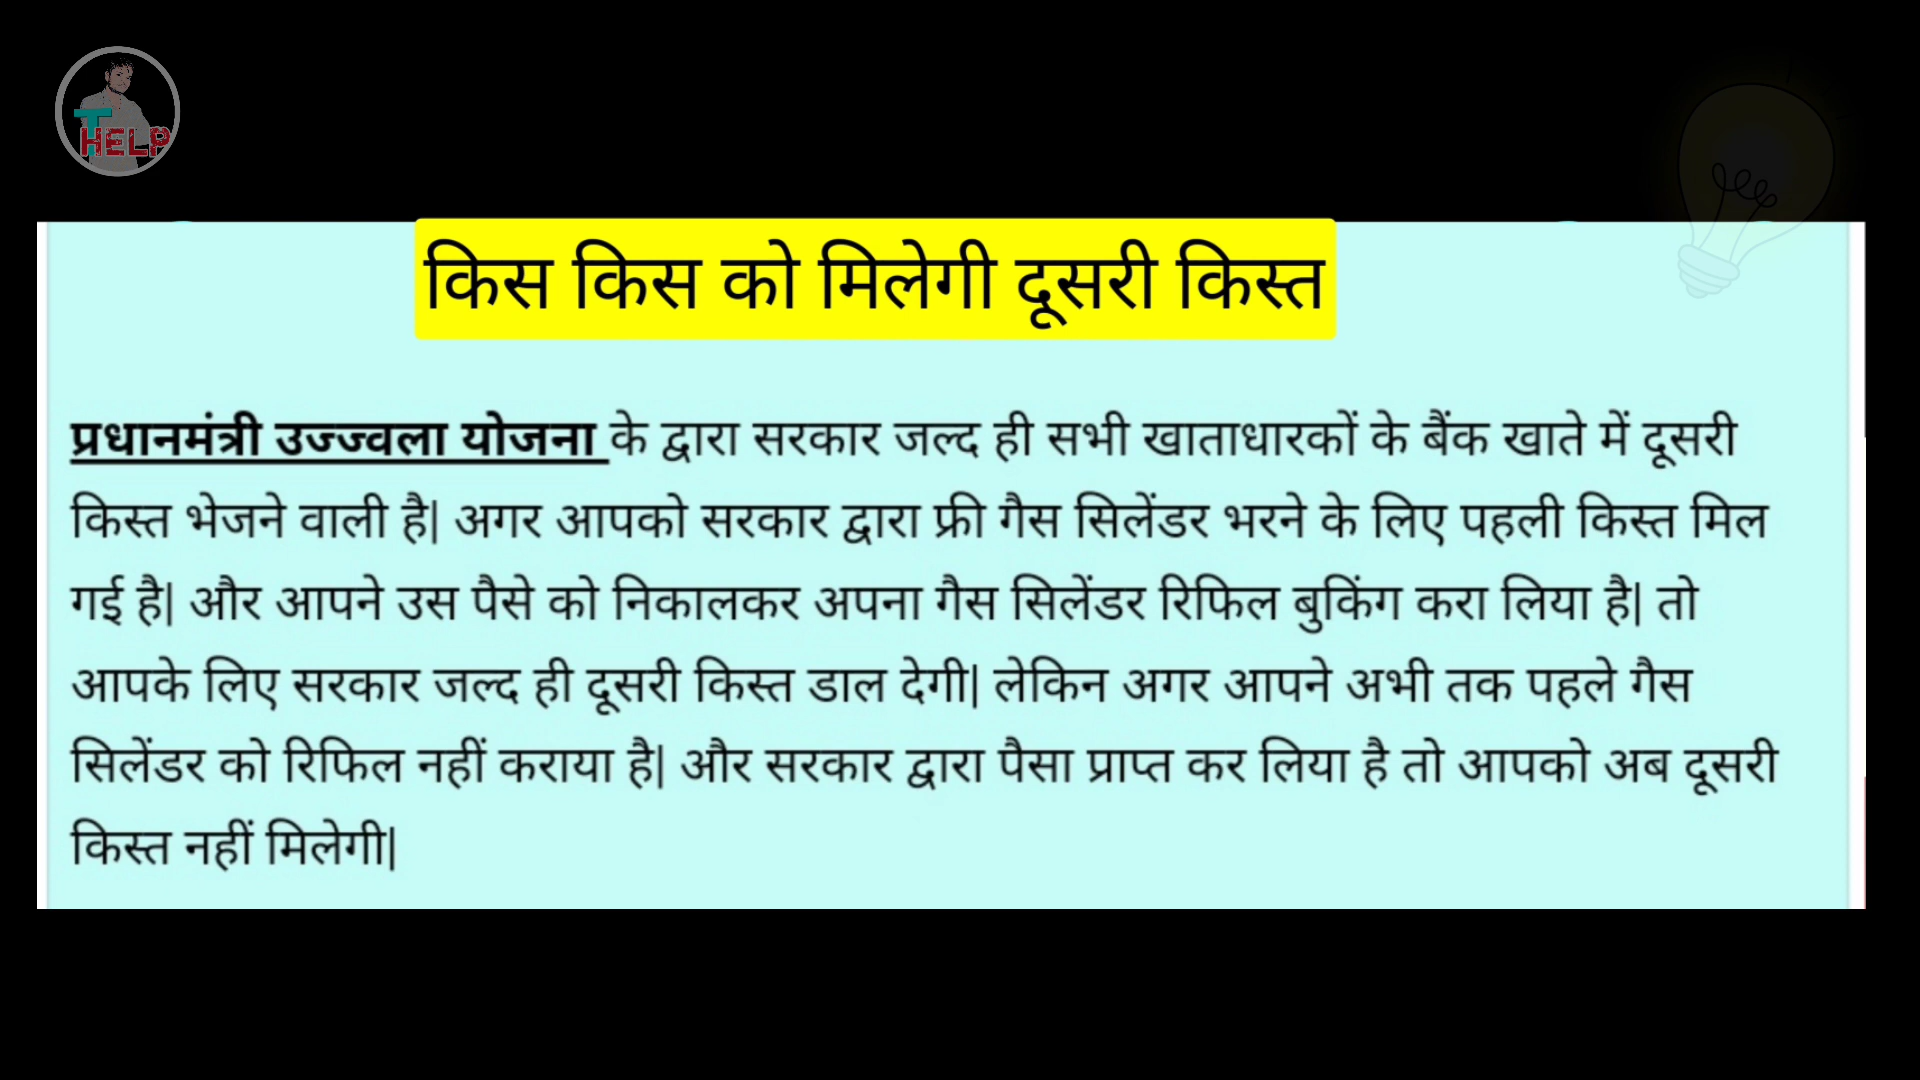 T
HELP
किस किस को मिलेगी दूसरी किस्त
प्रधानमंत्री उज्ज्वला योजना के द्वारा सरकार जल्द ही सभी खाताधारकों के बैंक खाते में दूसरी
किस्त भेजने वाली है| अगर आपको सरकार द्वारा फ्री गैस सिलेंडर भरने के लिए पहली किस्त मिल
गई है| और आपने उस पैसे को निकालकर अपना गैस सिलेंडर रिफिल बुकिंग करा लिया है| तो
आपके लिए सरकार जल्द ही दूसरी किस्त डाल देगी| लेकिन अगर आपने अभी तक पहले गैस
सिलेंडर को रिफिल नहीं कराया है| और सरकार द्वारा पैसा प्राप्त कर लिया है तो आपको अब दूसरी
किस्त नहीं मिलेगी|